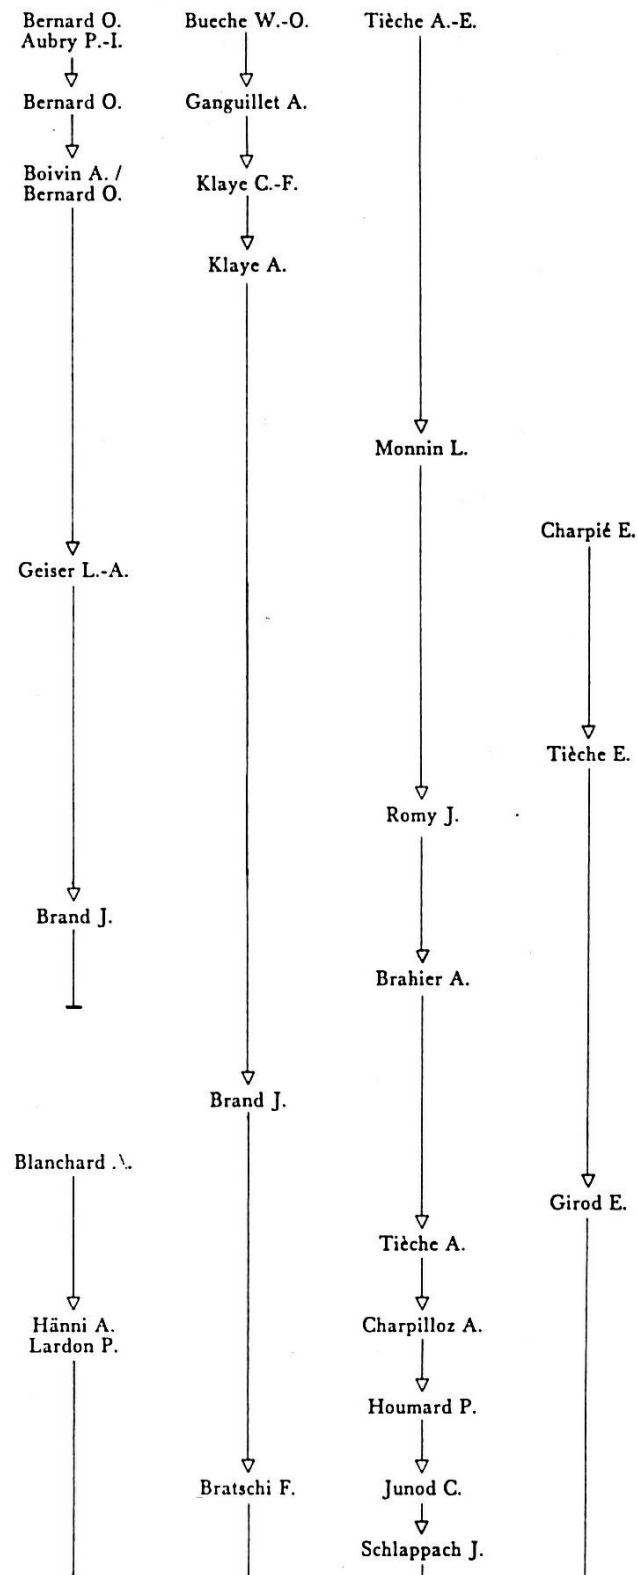 Bernard O.
Aubry P.-I.
Bernard O.
Boivin A. /
Bernard O.
Geiser L.-A.
Brand J.
Blanchard
Hänni A.
Lardon P.
Bueche W.-O.
Ganguillet A.
Klaye C.-F.
Klaye A.
Brand J.
Bratschi F.
Tièche A.-E.
Monnin L.
Romy J.
Brahier A.
Tièche A.
Charpilloz A.
Houmard P.
Junod C.
Schlappach J.
Charpié E.
Tièche E.
Girod E.